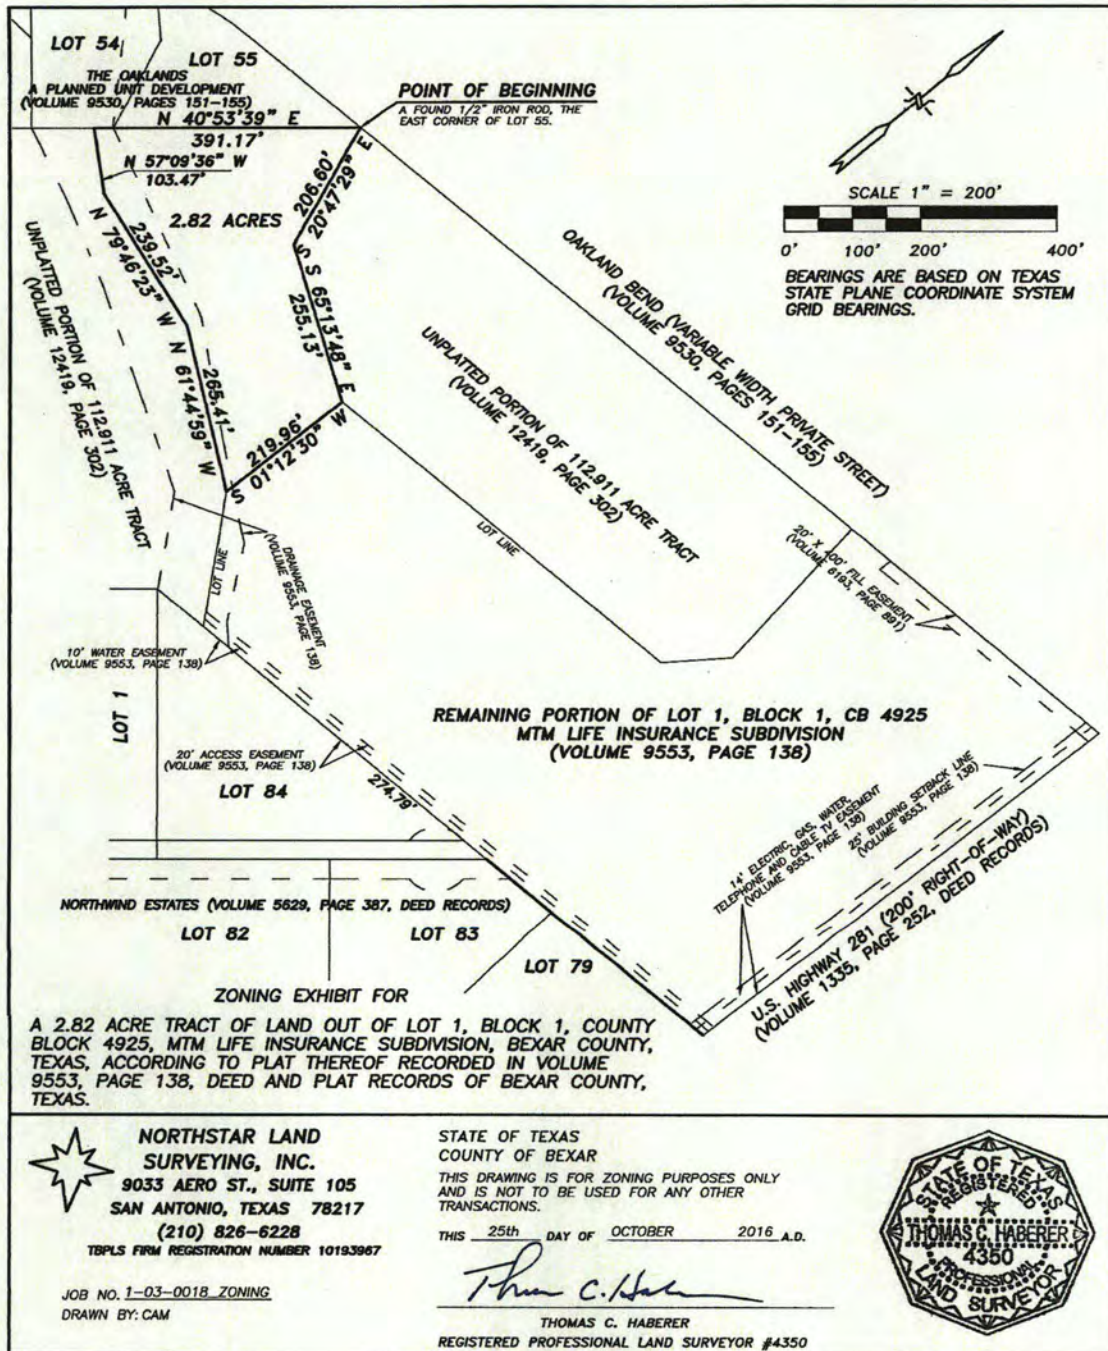 LOT 54
LOT 55
THE OAKLANDS
A PLANNED UNIT DEVELOPMENT
(VOLUME 9530, PAGES 151-155)
N 40°53'39" E
391.17'
N 57°09'36" W
103.47'
POINT OF BEGINNING
A FOUND 1/2" IRON ROD, THE
EAST CORNER OF LOT 55.
206.60'
S 20°47'29" E
2.82 ACRES
239.52'
N 79°46'23" W
S 65°13'48" E
255.13'
265.41'
N 61°44'59" W
219.96'
S 01°12'30" W
UNPLATTED PORTION OF 112.911 ACRE TRACT
(VOLUME 12419, PAGE 302)
SCALE 1" = 200'
0' 100' 200' 400'
BEARINGS ARE BASED ON TEXAS
STATE PLANE COORDINATE SYSTEM
GRID BEARINGS.
OAKLAND BEND (VARIABLE WIDTH PRIVATE STREET)
(VOLUME 9530, PAGES 151-155)
UNPLATTED PORTION OF 112.911 ACRE TRACT
(VOLUME 12419, PAGE 302)
LOT LINE
20' X 400' FILL EASEMENT
(VOLUME 6193, PAGE 891)
LOT LINE
DRAINAGE EASEMENT
(VOLUME 9553, PAGE 138)
10' WATER EASEMENT
(VOLUME 9553, PAGE 138)
LOT 1
REMAINING PORTION OF LOT 1, BLOCK 1, CB 4925
MTM LIFE INSURANCE SUBDIVISION
(VOLUME 9553, PAGE 138)
20' ACCESS EASEMENT
(VOLUME 9553, PAGE 138)
LOT 84
274.79'
14' ELECTRIC, GAS, WATER,
TELEPHONE AND CABLE TV EASEMENT
(VOLUME 9553, PAGE 138)
25' BUILDING SETBACK LINE
(VOLUME 9553, PAGE 138)
U.S. HIGHWAY 281 (200' RIGHT-OF-WAY)
(VOLUME 1335, PAGE 252, DEED RECORDS)
NORTHWIND ESTATES (VOLUME 5629, PAGE 387, DEED RECORDS)
LOT 82
LOT 83
LOT 79
ZONING EXHIBIT FOR
A 2.82 ACRE TRACT OF LAND OUT OF LOT 1, BLOCK 1, COUNTY
BLOCK 4925, MTM LIFE INSURANCE SUBDIVISION, BEXAR COUNTY,
TEXAS, ACCORDING TO PLAT THEREOF RECORDED IN VOLUME
9553, PAGE 138, DEED AND PLAT RECORDS OF BEXAR COUNTY,
TEXAS.
NORTHSTAR LAND
SURVEYING, INC.
9033 AERO ST., SUITE 105
SAN ANTONIO, TEXAS 78217
(210) 826-6228
TBPLS FIRM REGISTRATION NUMBER 10193967
JOB NO. 1-03-0018_ZONING
DRAWN BY: CAM
STATE OF TEXAS
COUNTY OF BEXAR
THIS DRAWING IS FOR ZONING PURPOSES ONLY
AND IS NOT TO BE USED FOR ANY OTHER
TRANSACTIONS.
THIS 25th DAY OF OCTOBER 2016 A.D.
THOMAS C. HABERER
REGISTERED PROFESSIONAL LAND SURVEYOR #4350
STATE OF TEXAS
REGISTERED
THOMAS C. HABERER
4350
PROFESSIONAL
LAND SURVEYOR